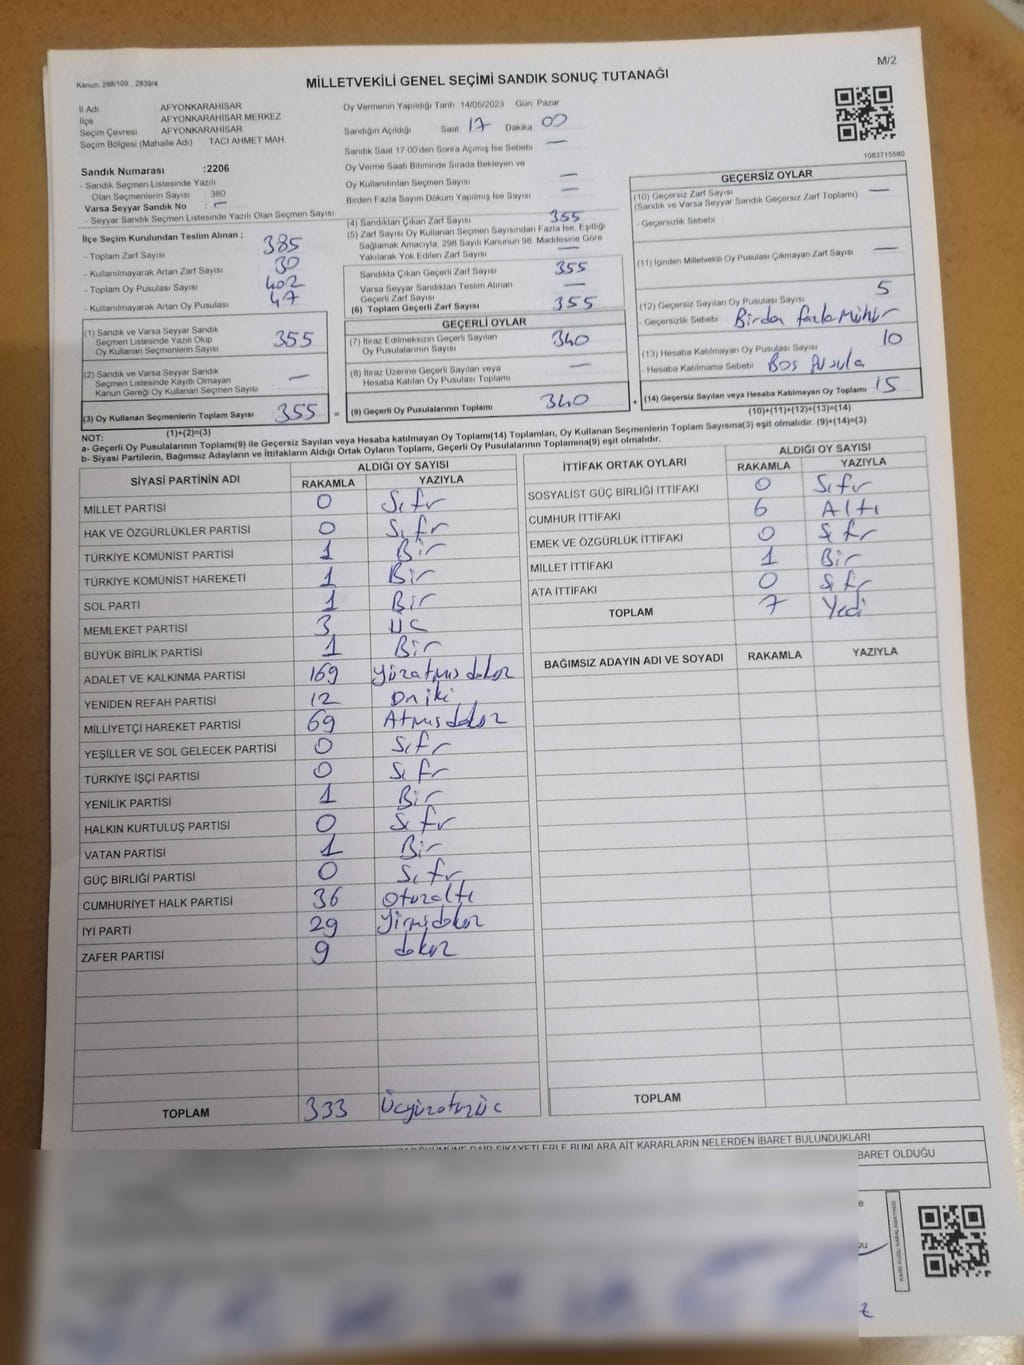 M/2
Kanun: 298/105 , 2839/4
MİLLETVEKİLİ GENEL SEÇİMİ SANDIK SONUÇ TUTANAĞI
İl Adı AFYONKARAHİSAR
İlçe AFYONKARAHİSAR MERKEZ
Seçim Çevresi AFYONKARAHİSAR
Seçim Bölgesi (Mahalle Adı) TACI AHMET MAH
Sandık Numarası :2206
- Sandık Seçmen Listesinde Yazılı
Olan Seçmenlerin Sayısı : 380
Varsa Seyyar Sandık No : —
- Seyyar Sandık Seçmen Listesinde Yazılı Olan Seçmen Sayısı
İlçe Seçim Kurulundan Teslim Alınan ;
- Toplam Zarf Sayısı 385
- Kullanılmayarak Artan Zarf Sayısı 30
- Toplam Oy Pusulası Sayısı 402
- Kullanılmayarak Artan Oy Pusulası 47
(1) Sandık ve Varsa Seyyar Sandık
Seçmen Listesinde Yazılı Olup
Oy Kullanan Seçmenlerin Sayısı 355
(2) Sandık ve Varsa Seyyar Sandık
Seçmen Listesinde Kayıtlı Olmayan
Kanun Gereği Oy Kullanan Seçmen Sayısı —
(3) Oy Kullanan Seçmenlerin Toplam Sayısı 355 =
(1)+(2)=(3)
Oy Vermenin Yapıldığı Tarih :14/05/2023 Gün: Pazar
Sandığın Açıldığı Saat 17 Dakika 00
Sandık Saat 17:00'den Sonra Açılmış İse Sebebi —
Oy Verme Saati Bitiminde Sırada Bekleyen ve
Oy Kullandırılan Seçmen Sayısı —
Birden Fazla Sayım Döküm Yapılmış İse Sayısı —
(4) Sandıktan Çıkan Zarf Sayısı 355
(5) Zarf Sayısı Oy Kullanan Seçmen Sayısından Fazla İse, Eşitliği
Sağlamak Amacıyla, 298 Sayılı Kanunun 98. Maddesine Göre
Yakılarak Yok Edilen Zarf Sayısı —
Sandıkta Çıkan Geçerli Zarf Sayısı 355
Varsa Seyyar Sandıktan Teslim Alınan
Geçerli Zarf Sayısı —
(6) Toplam Geçerli Zarf Sayısı 355
GEÇERLİ OYLAR
(7) İtiraz Edilmeksizin Geçerli Sayılan
Oy Pusulalarının Sayısı 340
(8) İtiraz Üzerine Geçerli Sayılan veya
Hesaba Katılan Oy Pusulası Toplamı —
(9) Geçerli Oy Pusulalarının Toplamı 340 +
1083715580
GEÇERSİZ OYLAR
(10) Geçersiz Zarf Sayısı
(Sandık ve Varsa Seyyar Sandık Geçersiz Zarf Toplamı) —
- Geçersizlik Sebebi :
(11) İçinden Milletvekili Oy Pusulası Çıkmayan Zarf Sayısı —
(12) Geçersiz Sayılan Oy Pusulası Sayısı 5
- Geçersizlik Sebebi: Birden fazla Mühür
(13) Hesaba Katılmayan Oy Pusulası Sayısı 10
- Hesaba Katılmama Sebebi: Boş Pusula
(14) Geçersiz Sayılan veya Hesaba Katılmayan Oy Toplamı 15
(10)+(11)+(12)+(13)=(14)
NOT:
a- Geçerli Oy Pusulalarının Toplamı(9) ile Geçersiz Sayılan veya Hesaba katılmayan Oy Toplamı(14) Toplamları, Oy Kullanan Seçmenlerin Toplam Sayısına(3) eşit olmalıdır. (9)+(14)=(3)
b- Siyasi Partilerin, Bağımsız Adayların ve İttifakların Aldığı Ortak Oyların Toplamı, Geçerli Oy Pusulalarının Toplamına(9) eşit olmalıdır.
SİYASİ PARTİNİN ADI ALDIĞI OY SAYISI
RAKAMLA YAZIYLA
MİLLET PARTİSİ 0 Sıfır
HAK VE ÖZGÜRLÜKLER PARTİSİ 0 Sıfır
TÜRKİYE KOMÜNİST PARTİSİ 1 Bir
TÜRKİYE KOMÜNİST HAREKETİ 1 Bir
SOL PARTİ 1 Bir
MEMLEKET PARTİSİ 3 üç
BÜYÜK BİRLİK PARTİSİ 1 Bir
ADALET VE KALKINMA PARTİSİ 169 yüzatmışdokuz
YENİDEN REFAH PARTİSİ 12 Oniki
MİLLİYETÇİ HAREKET PARTİSİ 69 Atmışdokuz
YEŞİLLER VE SOL GELECEK PARTİSİ 0 Sıfır
TÜRKİYE İŞÇİ PARTİSİ 0 Sıfır
YENİLİK PARTİSİ 1 Bir
HALKIN KURTULUŞ PARTİSİ 0 Sıfır
VATAN PARTİSİ 1 Bir
GÜÇ BİRLİĞİ PARTİSİ 0 Sıfır
CUMHURİYET HALK PARTİSİ 36 Otuzaltı
İYİ PARTİ 29 Yirmidokuz
ZAFER PARTİSİ 9 dokuz
TOPLAM 333 Üçyüzotuzüç
İTTİFAK ORTAK OYLARI ALDIĞI OY SAYISI
RAKAMLA YAZIYLA
SOSYALİST GÜÇ BİRLİĞİ İTTİFAKI 0 Sıfır
CUMHUR İTTİFAKI 6 Altı
EMEK VE ÖZGÜRLÜK İTTİFAKI 0 Sıfır
MİLLET İTTİFAKI 1 Bir
ATA İTTİFAKI 0 Sıfır
TOPLAM 7 Yedi
BAĞIMSIZ ADAYIN ADI VE SOYADI RAKAMLA YAZIYLA
TOPLAM
DÖKÜMÜNE DAİR ŞİKAYETLERLE BUNLARA AİT KARARLARIN NELERDEN İBARET BULUNDUKLARI
BARET OLDUĞU